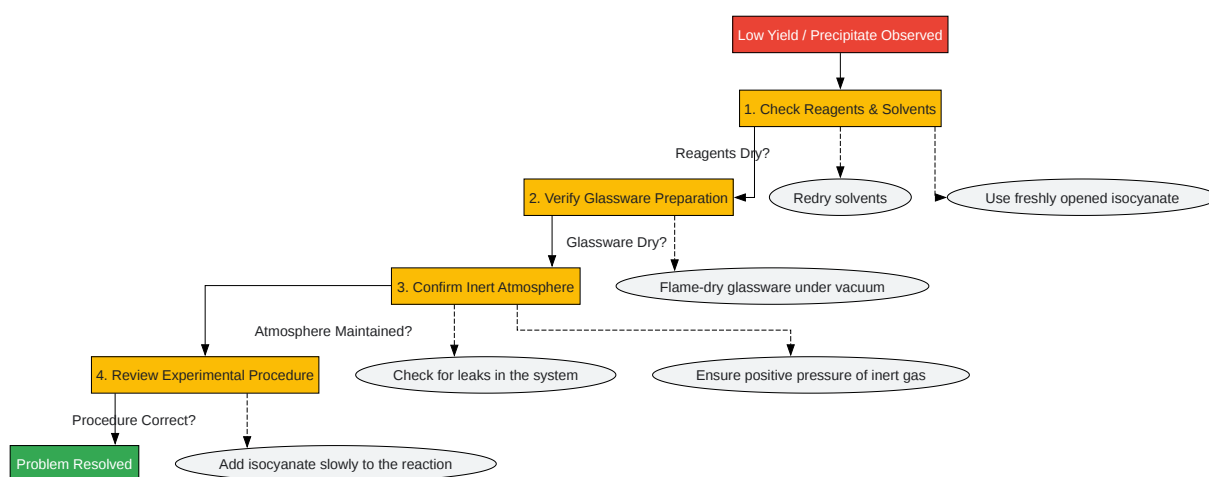 Low Yield / Precipitate Observed
1. Check Reagents & Solvents
Reagents Dry?
2. Verify Glassware Preparation
Redry solvents
Use freshly opened isocyanate
Glassware Dry?
3. Confirm Inert Atmosphere
Flame-dry glassware under vacuum
Atmosphere Maintained?
4. Review Experimental Procedure
Check for leaks in the system
Ensure positive pressure of inert gas
Procedure Correct?
Problem Resolved
Add isocyanate slowly to the reaction